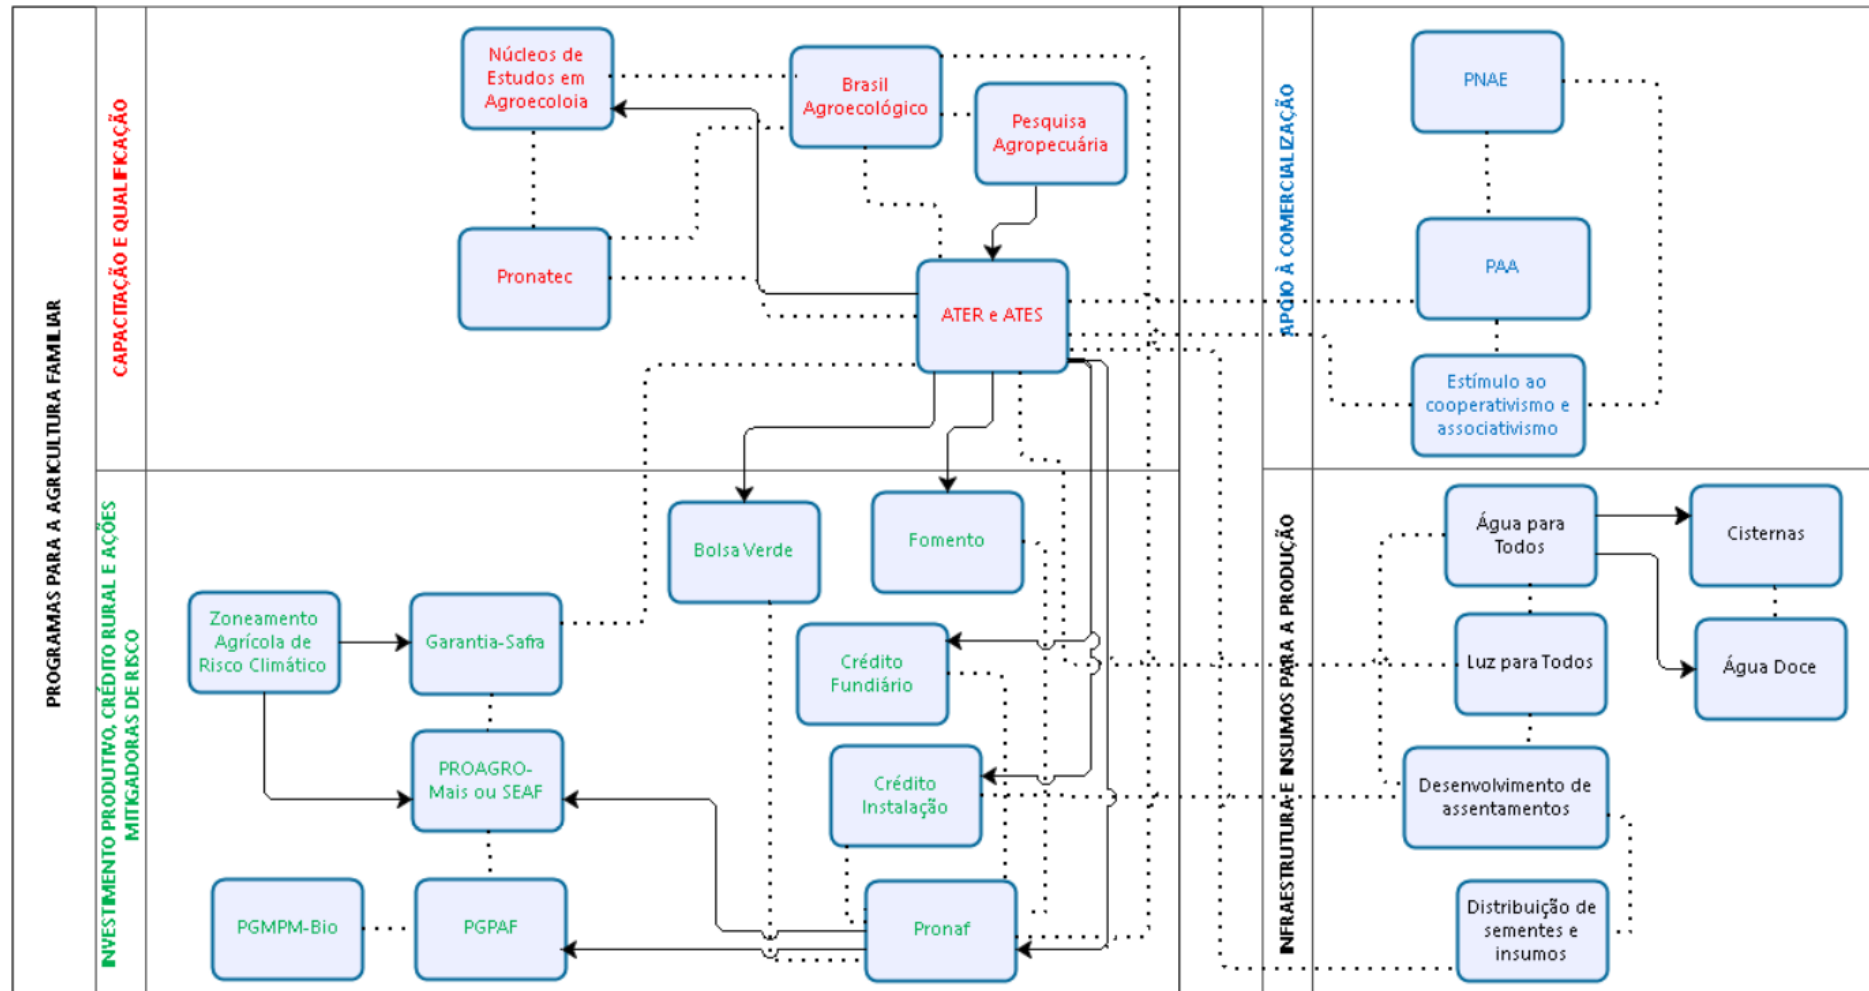 PROGRAMAS PARA A AGRICULTURA FAMILIAR
CAPACITAÇÃO E QUALIFICAÇÃO
Núcleos de
Estudos em
Agroecoloia
Brasil
Agroecológico
Pesquisa
Agropecuária
Pronatec
ATER e ATES
APOIO À COMERCIALIZAÇÃO
PNAE
PAA
Estímulo ao
cooperativismo e
associativismo
INVESTIMENTO PRODUTIVO, CRÉDITO RURAL E AÇÕES
MITIGADORAS DE RISCO
Bolsa Verde
Fomento
Zoneamento
Agrícola de
Risco Climático
Garantia-Safra
Crédito
Fundiário
PROAGRO-
Mais ou SEAF
Crédito
Instalação
PGMPM-Bio
PGPAF
Pronaf
INFRAESTRUTURA E INSUMOS PARA A PRODUÇÃO
Água para
Todos
Cisternas
Luz para Todos
Água Doce
Desenvolvimento de
assentamentos
Distribuição de
sementes e
insumos